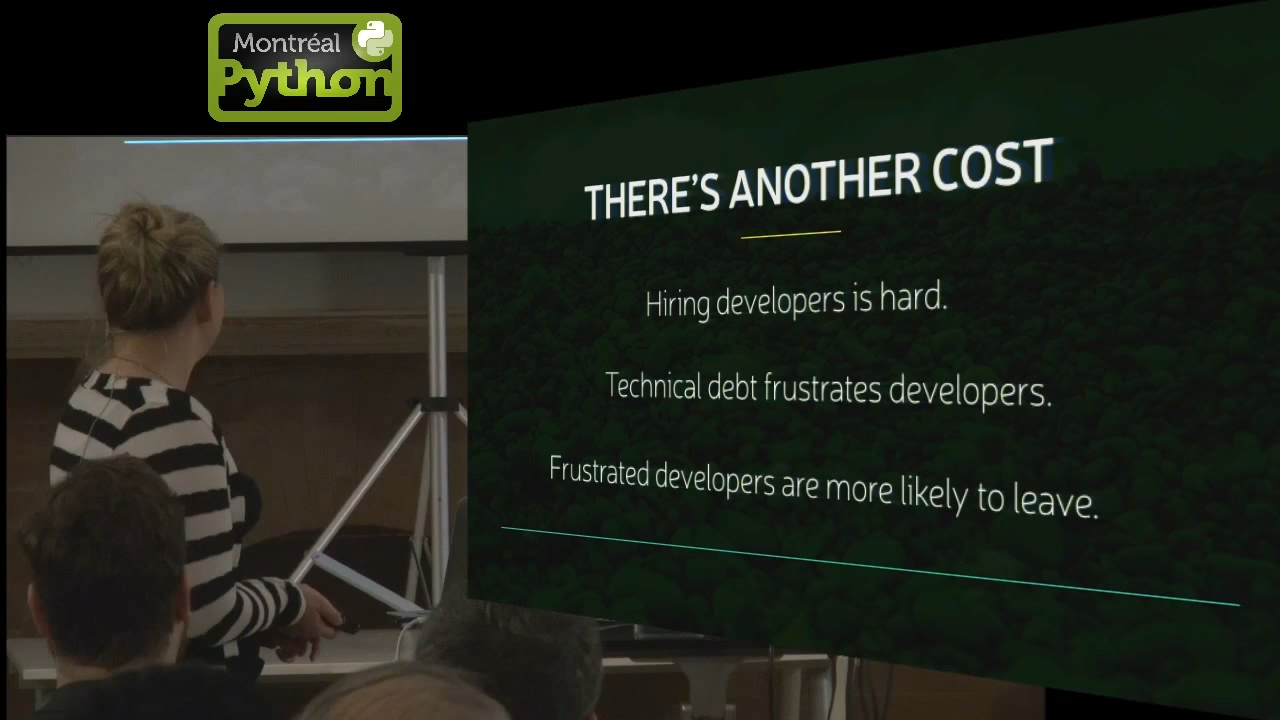 Montréal
Python
THERE'S ANOTHER COST
Hiring developers is hard.
Technical debt frustrates developers.
Frustrated developers are more likely to leave.